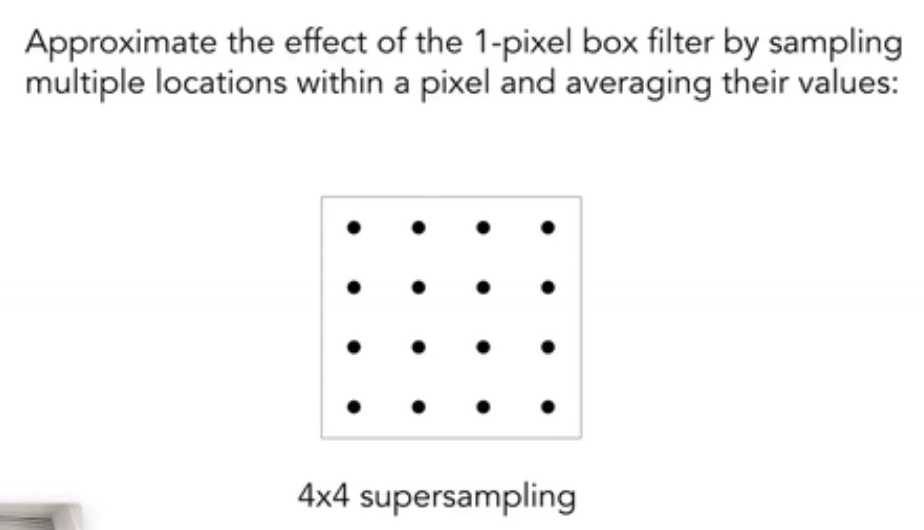 Approximate the effect of the 1-pixel box filter by sampling
multiple locations within a pixel and averaging their values:
4x4 supersampling